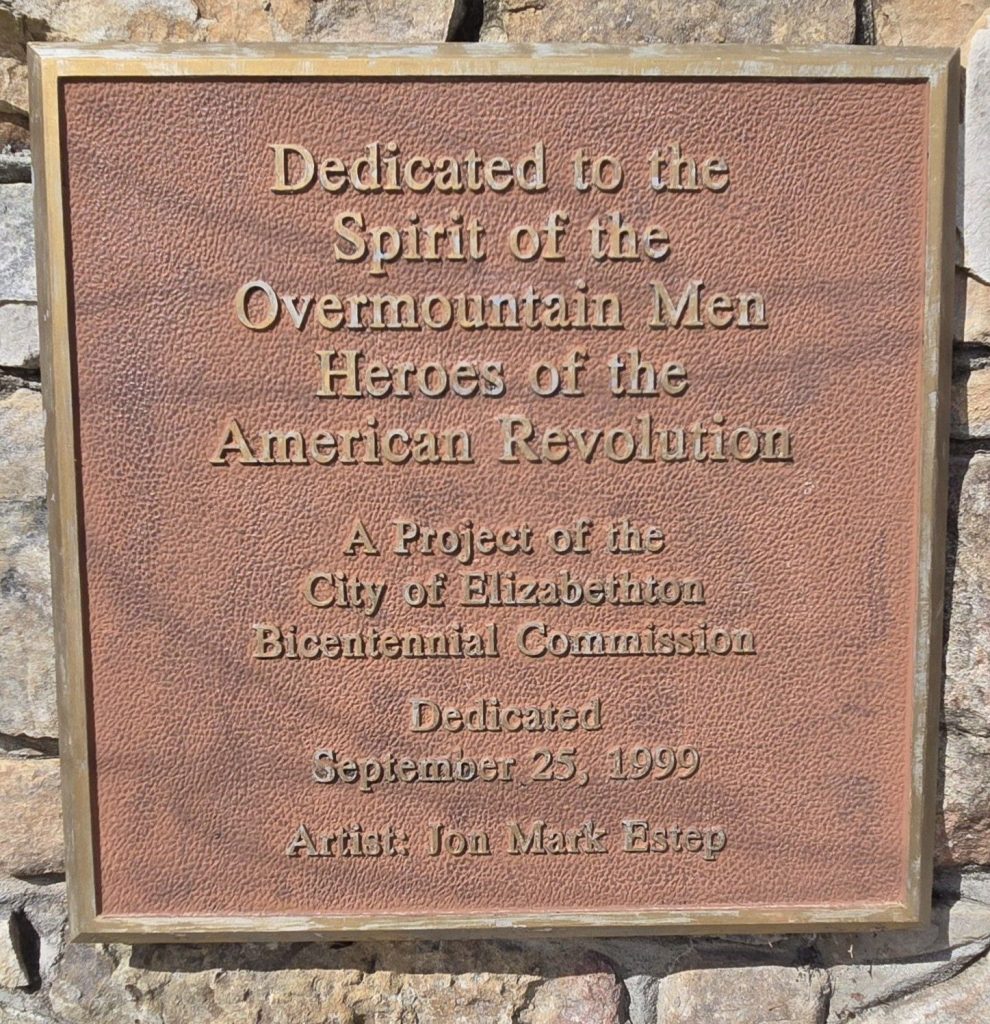 Dedicated to the
Spirit of the
Overmountain Men
Heroes of the
American Revolution
A Project of the
City of Elizabethton
Bicentennial Commission
Dedicated
September 25, 1999
Artist: Jon Mark Estep